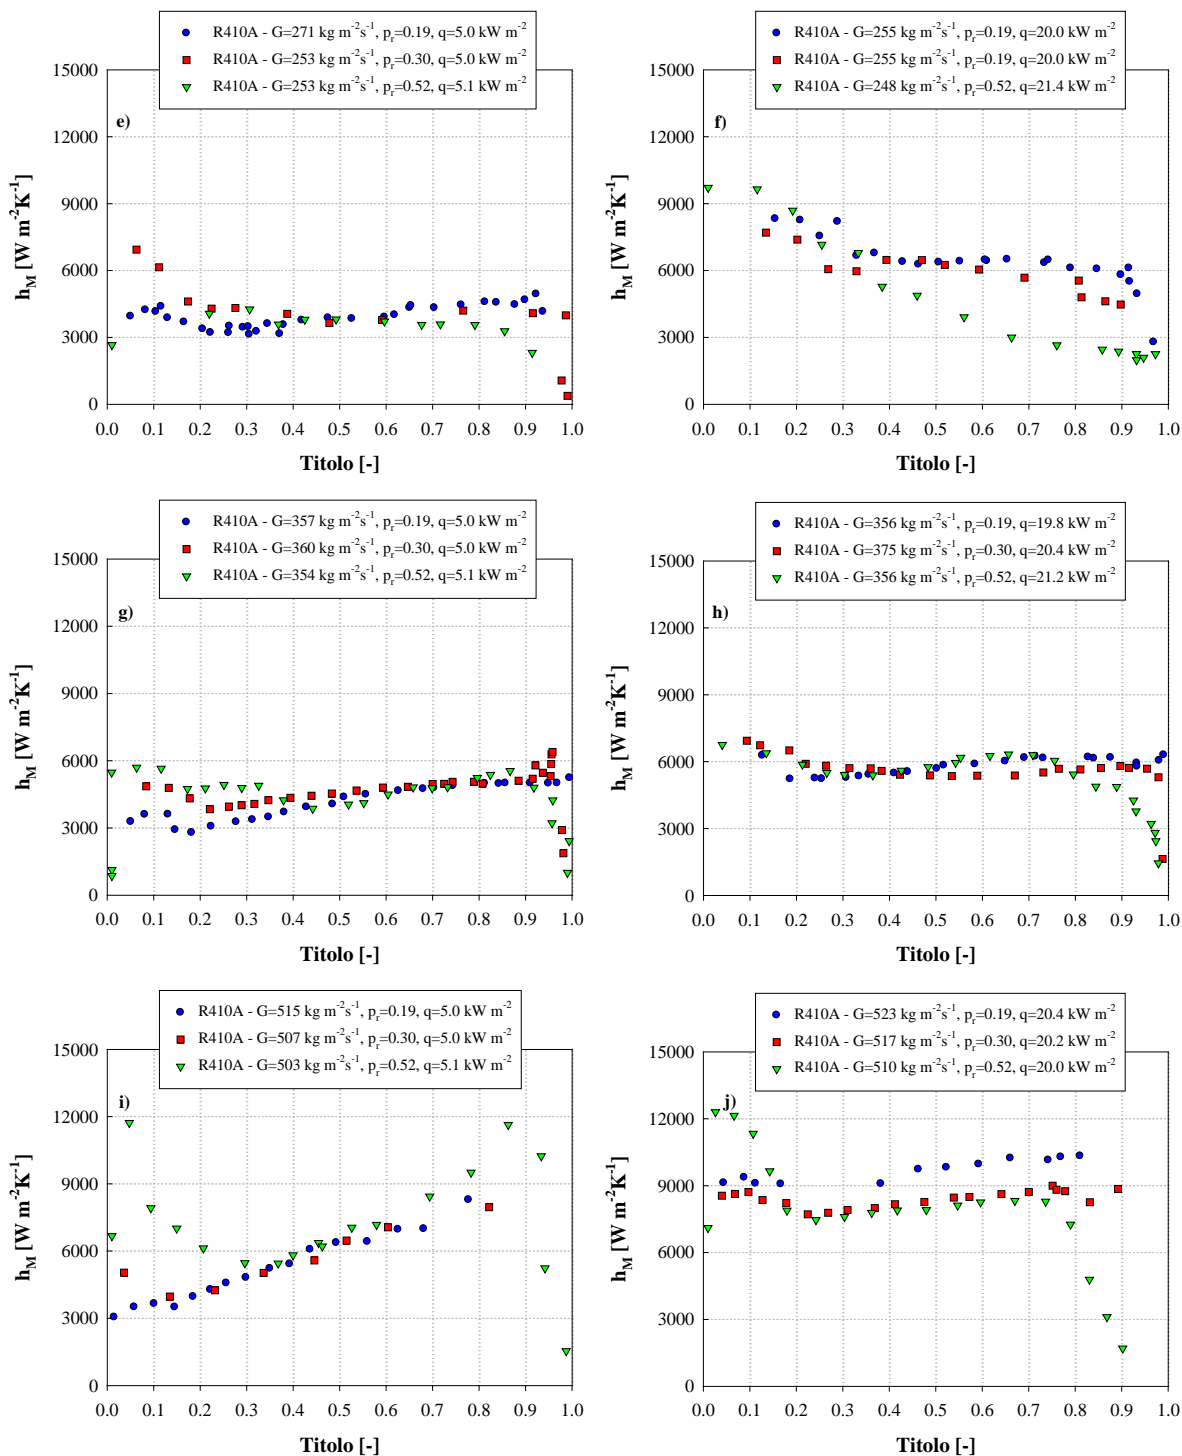 R410A - G=271 kg m⁻²s⁻¹, pᵣ=0.19, q=5.0 kW m⁻²
R410A - G=253 kg m⁻²s⁻¹, pᵣ=0.30, q=5.0 kW m⁻²
R410A - G=253 kg m⁻²s⁻¹, pᵣ=0.52, q=5.1 kW m⁻²
e)
15000
12000
9000
6000
3000
0
h_M [W m⁻²K⁻¹]
0.0 0.1 0.2 0.3 0.4 0.5 0.6 0.7 0.8 0.9 1.0
Titolo [-]
R410A - G=255 kg m⁻²s⁻¹, pᵣ=0.19, q=20.0 kW m⁻²
R410A - G=255 kg m⁻²s⁻¹, pᵣ=0.19, q=20.0 kW m⁻²
R410A - G=248 kg m⁻²s⁻¹, pᵣ=0.52, q=21.4 kW m⁻²
f)
15000
12000
9000
6000
3000
0
h_M [W m⁻²K⁻¹]
0.0 0.1 0.2 0.3 0.4 0.5 0.6 0.7 0.8 0.9 1.0
Titolo [-]
R410A - G=357 kg m⁻²s⁻¹, pᵣ=0.19, q=5.0 kW m⁻²
R410A - G=360 kg m⁻²s⁻¹, pᵣ=0.30, q=5.0 kW m⁻²
R410A - G=354 kg m⁻²s⁻¹, pᵣ=0.52, q=5.1 kW m⁻²
g)
15000
12000
9000
6000
3000
0
h_M [W m⁻²K⁻¹]
0.0 0.1 0.2 0.3 0.4 0.5 0.6 0.7 0.8 0.9 1.0
Titolo [-]
R410A - G=356 kg m⁻²s⁻¹, pᵣ=0.19, q=19.8 kW m⁻²
R410A - G=375 kg m⁻²s⁻¹, pᵣ=0.30, q=20.4 kW m⁻²
R410A - G=356 kg m⁻²s⁻¹, pᵣ=0.52, q=21.2 kW m⁻²
h)
15000
12000
9000
6000
3000
0
h_M [W m⁻²K⁻¹]
0.0 0.1 0.2 0.3 0.4 0.5 0.6 0.7 0.8 0.9 1.0
Titolo [-]
R410A - G=515 kg m⁻²s⁻¹, pᵣ=0.19, q=5.0 kW m⁻²
R410A - G=507 kg m⁻²s⁻¹, pᵣ=0.30, q=5.0 kW m⁻²
R410A - G=503 kg m⁻²s⁻¹, pᵣ=0.52, q=5.1 kW m⁻²
i)
15000
12000
9000
6000
3000
0
h_M [W m⁻²K⁻¹]
0.0 0.1 0.2 0.3 0.4 0.5 0.6 0.7 0.8 0.9 1.0
Titolo [-]
R410A - G=523 kg m⁻²s⁻¹, pᵣ=0.19, q=20.4 kW m⁻²
R410A - G=517 kg m⁻²s⁻¹, pᵣ=0.30, q=20.2 kW m⁻²
R410A - G=510 kg m⁻²s⁻¹, pᵣ=0.52, q=20.0 kW m⁻²
j)
15000
12000
9000
6000
3000
0
h_M [W m⁻²K⁻¹]
0.0 0.1 0.2 0.3 0.4 0.5 0.6 0.7 0.8 0.9 1.0
Titolo [-]